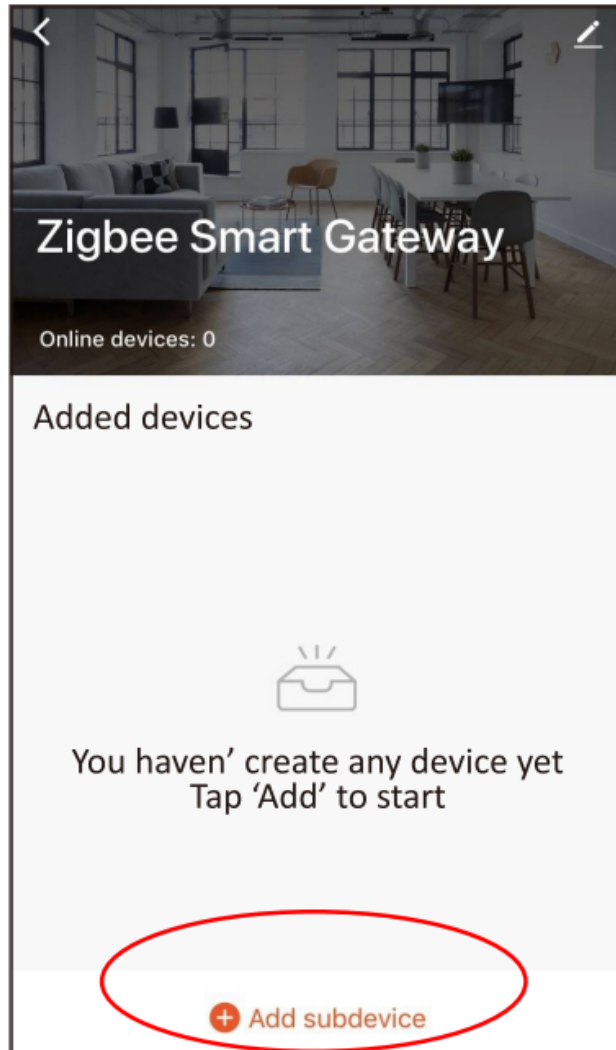 Zigbee Smart Gateway
Online devices: 0
Added devices
You haven’ create any device yet
Tap ‘Add’ to start
Add subdevice